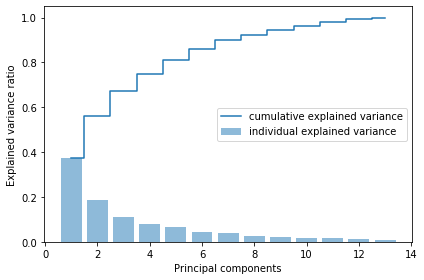 1.0
0.8
0.6
0.4
0.2
0.0
Explained variance ratio
cumulative explained variance
individual explained variance
0 2 4 6 8 10 12 14
Principal components